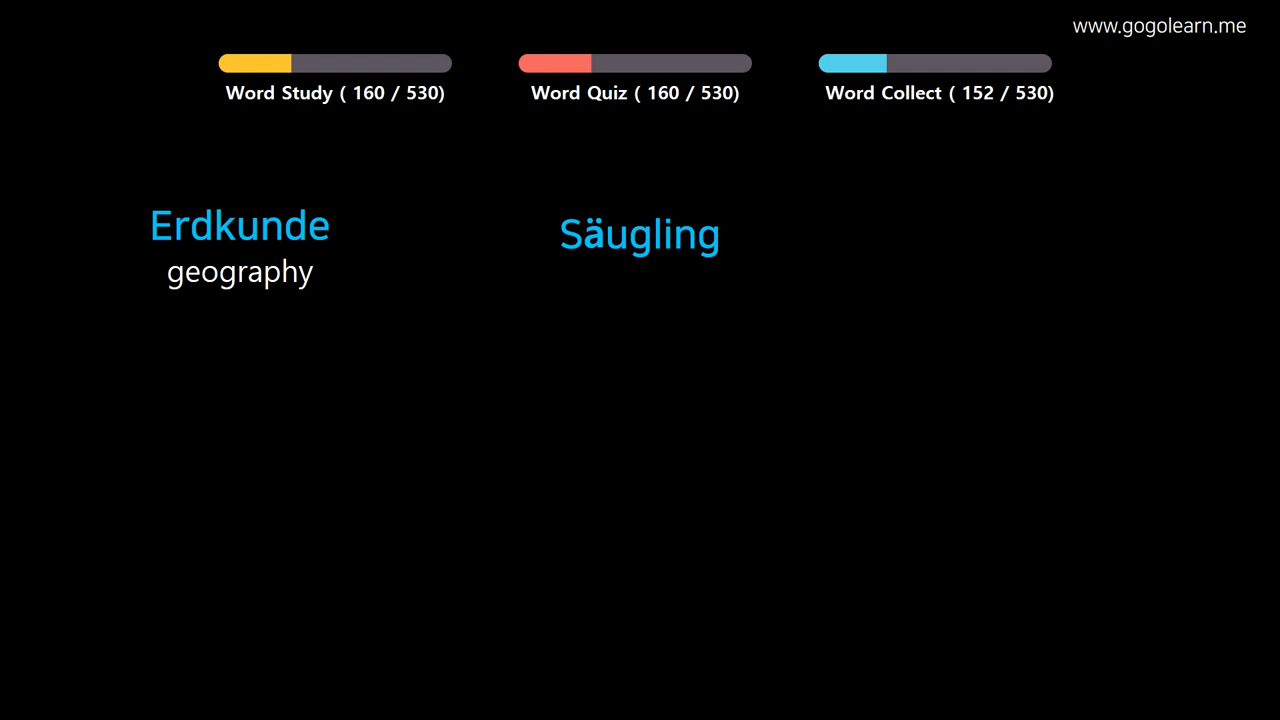 www.gogolearn.me
Word Study ( 160 / 530)
Word Quiz ( 160 / 530)
Word Collect ( 152 / 530)
Erdkunde
geography
Säugling